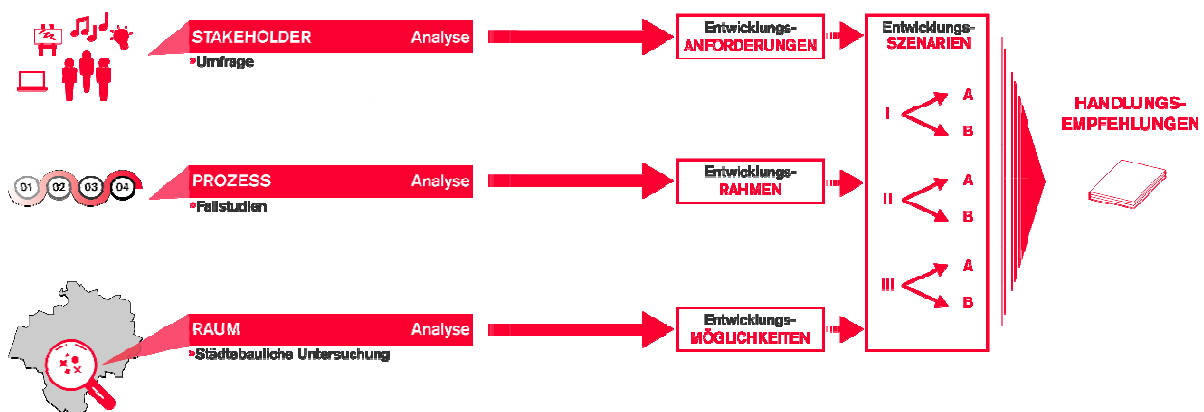 STAKEHOLDER Analyse
Umfrage
Entwicklungs-
ANFORDERUNGEN
01 02 03 04
PROZESS Analyse
Fallstudien
Entwicklungs-
RAHMEN
RAUM Analyse
Städtebauliche Untersuchung
Entwicklungs-
MÖGLICHKEITEN
Entwicklungs-
SZENARIEN
I A
B
II A
B
III A
B
HANDLUNGS-
EMPFEHLUNGEN